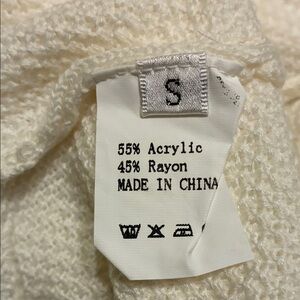 S
55% Acrylic
45% Rayon
MADE IN CHINA